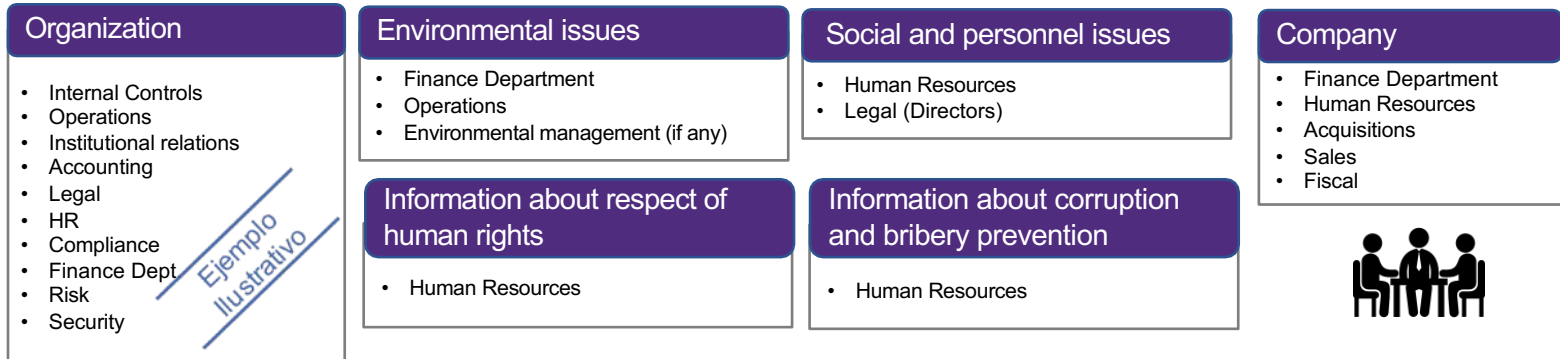 Organization
• Internal Controls
• Operations
• Institutional relations
• Accounting
• Legal
• HR
• Compliance
• Finance Dept
• Risk
• Security
Ejemplo
Ilustrativo
Environmental issues
• Finance Department
• Operations
• Environmental management (if any)
Social and personnel issues
• Human Resources
• Legal (Directors)
Company
• Finance Department
• Human Resources
• Acquisitions
• Sales
• Fiscal
Information about respect of
human rights
• Human Resources
Information about corruption
and bribery prevention
• Human Resources